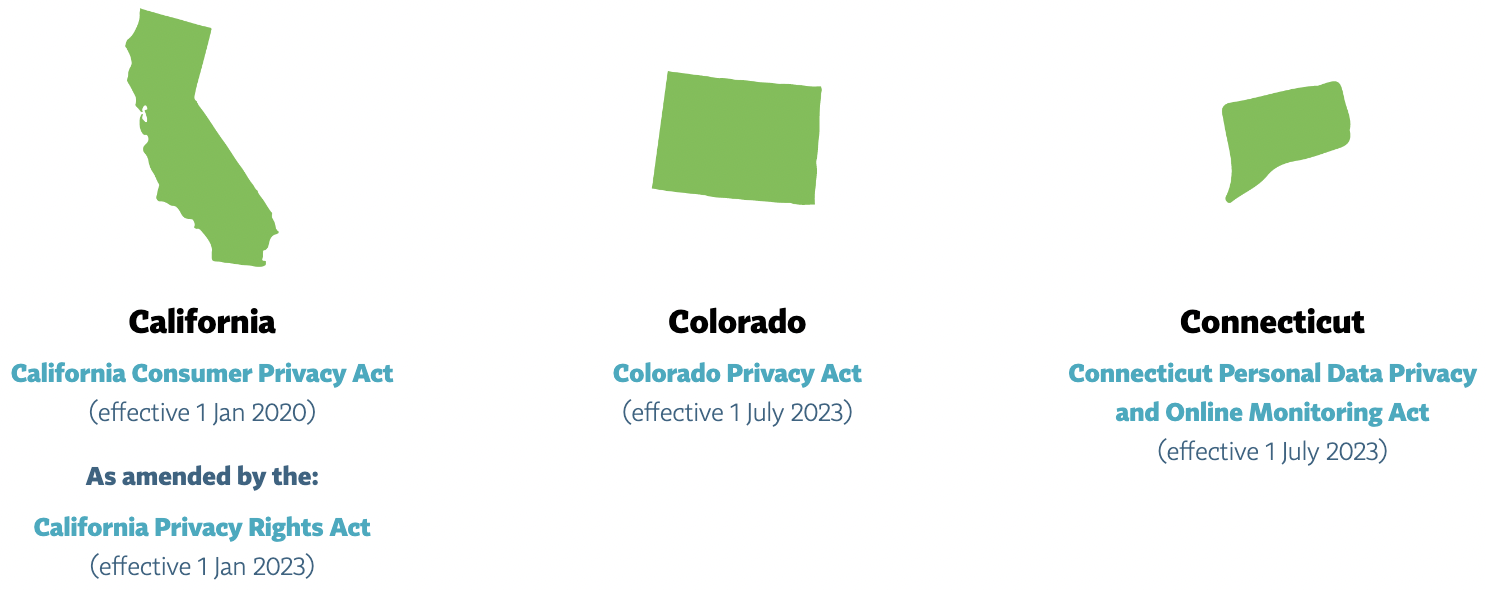 California
California Consumer Privacy Act
(effective 1 Jan 2020)
As amended by the:
California Privacy Rights Act
(effective 1 Jan 2023)
Colorado
Colorado Privacy Act
(effective 1 July 2023)
Connecticut
Connecticut Personal Data Privacy
and Online Monitoring Act
(effective 1 July 2023)